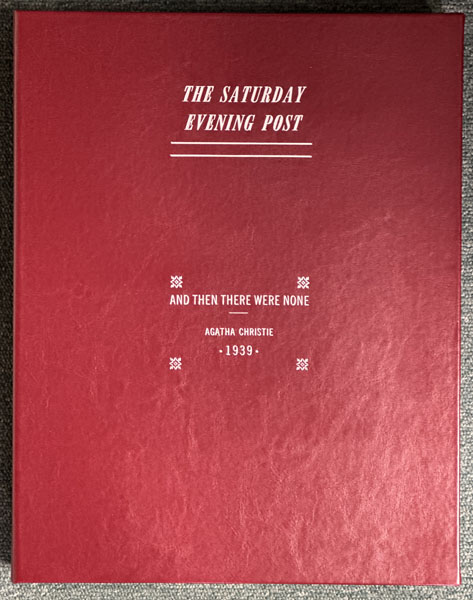 THE SATURDAY
EVENING POST
AND THEN THERE WERE NONE
AGATHA CHRISTIE
• 1939 •